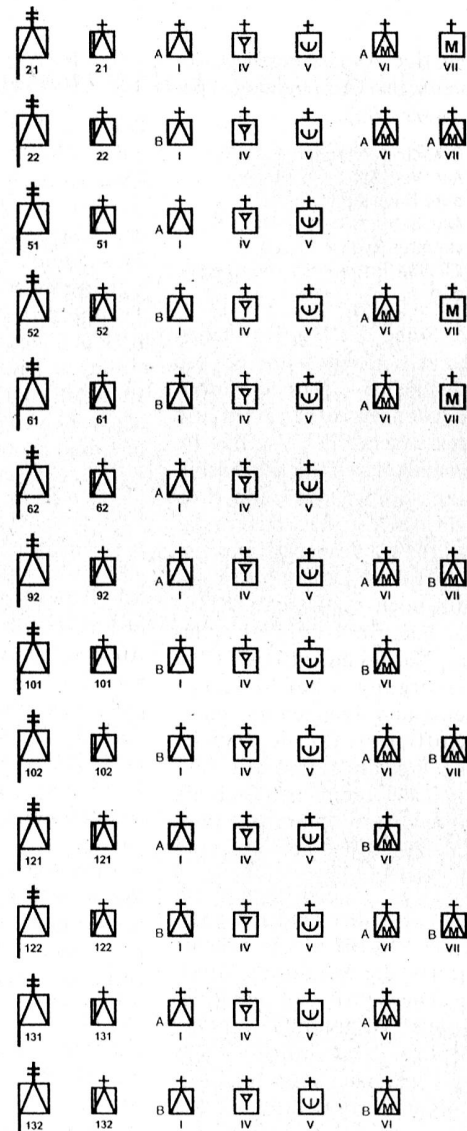 A A M M
21 21 I IV V VI VII
B A M A M
22 22 I IV V VI VII
A
51 51 I IV V
B A M M
52 52 I IV V VI VII
B A M M
61 61 I IV V VI VII
A
62 62 I IV V
A A M B M
92 92 I IV V VI VII
B B M
101 101 I IV V VI
B A M B M
102 102 I IV V VI VII
A B M
121 121 I IV V VI
B A M B M
122 122 I IV V VI VII
A A M
131 131 I IV V VI
B B M
132 132 I IV V VI